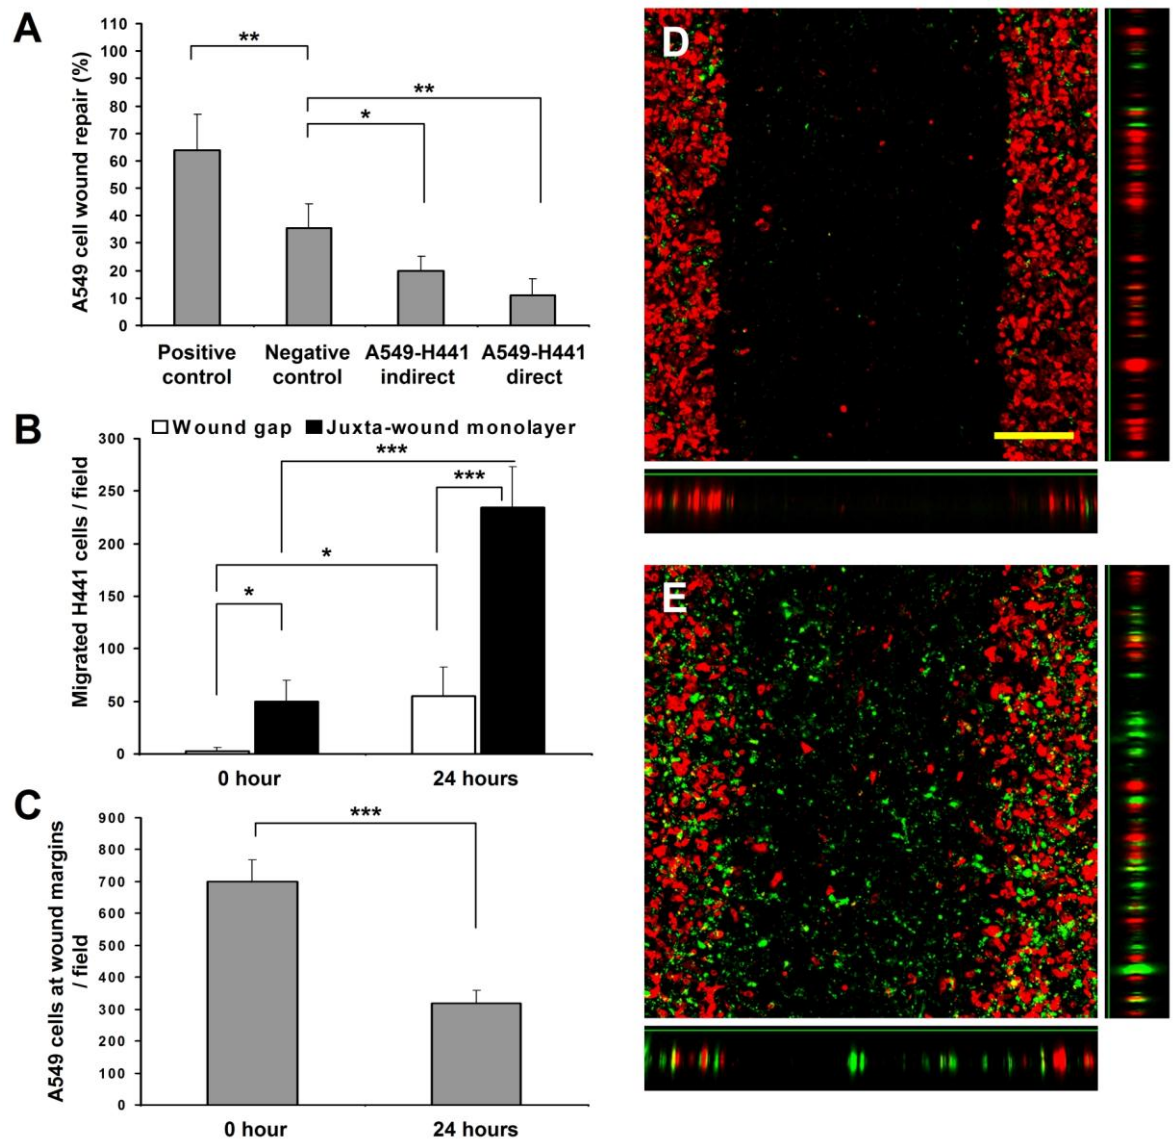 A
A549 cell wound repair (%)
110
100
90
80
70
60
50
40
30
20
10
0
**
**
*
Positive control
Negative control
A549-H441 indirect
A549-H441 direct
B
Wound gap Juxta-wound monolayer
Migrated H441 cells / field
300
250
200
150
100
50
0
***
***
*
*
0 hour 24 hours
C
A549 cells at wound margins
/ field
900
800
700
600
500
400
300
200
100
0
***
0 hour 24 hours
D
E